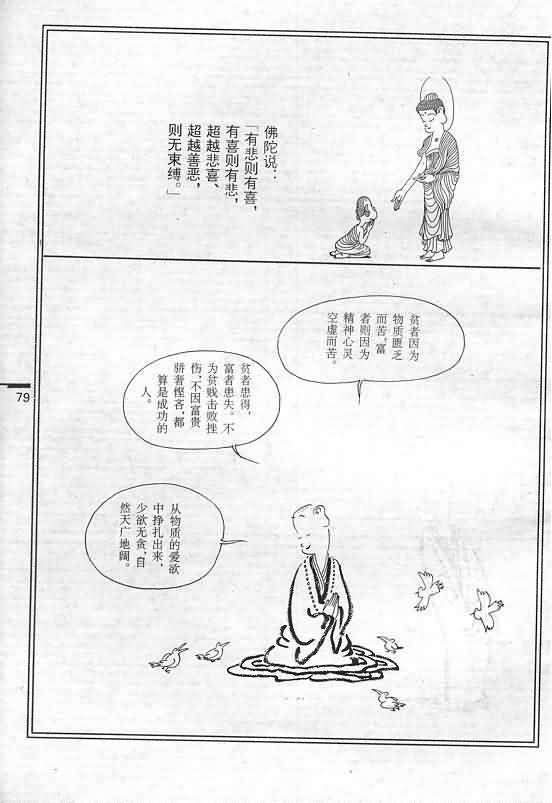 佛陀说：
「有悲则有喜，
有喜则有悲，
超越悲喜、
超越善恶，
则无束缚。」
贫者因为
物质匮乏
而苦，富
者则因为
精神心灵
空虚而苦。
贫者患得，
富者患失。不
为贫贱击败挫
伤，不因富贵
骄奢悭吝，都
算是成功的
人。
从物质的爱欲
中挣扎出来，
少欲无贪，自
然天广地阔。
79